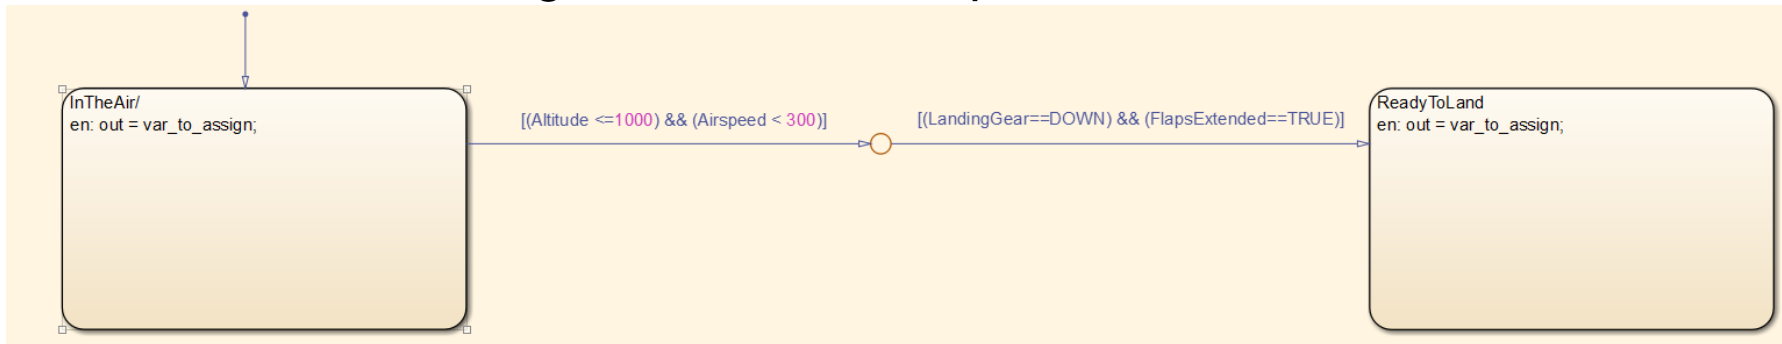 InTheAir/
en: out = var_to_assign;
[(Altitude <=1000) && (Airspeed < 300)]
[(LandingGear==DOWN) && (FlapsExtended==TRUE)]
ReadyToLand
en: out = var_to_assign;